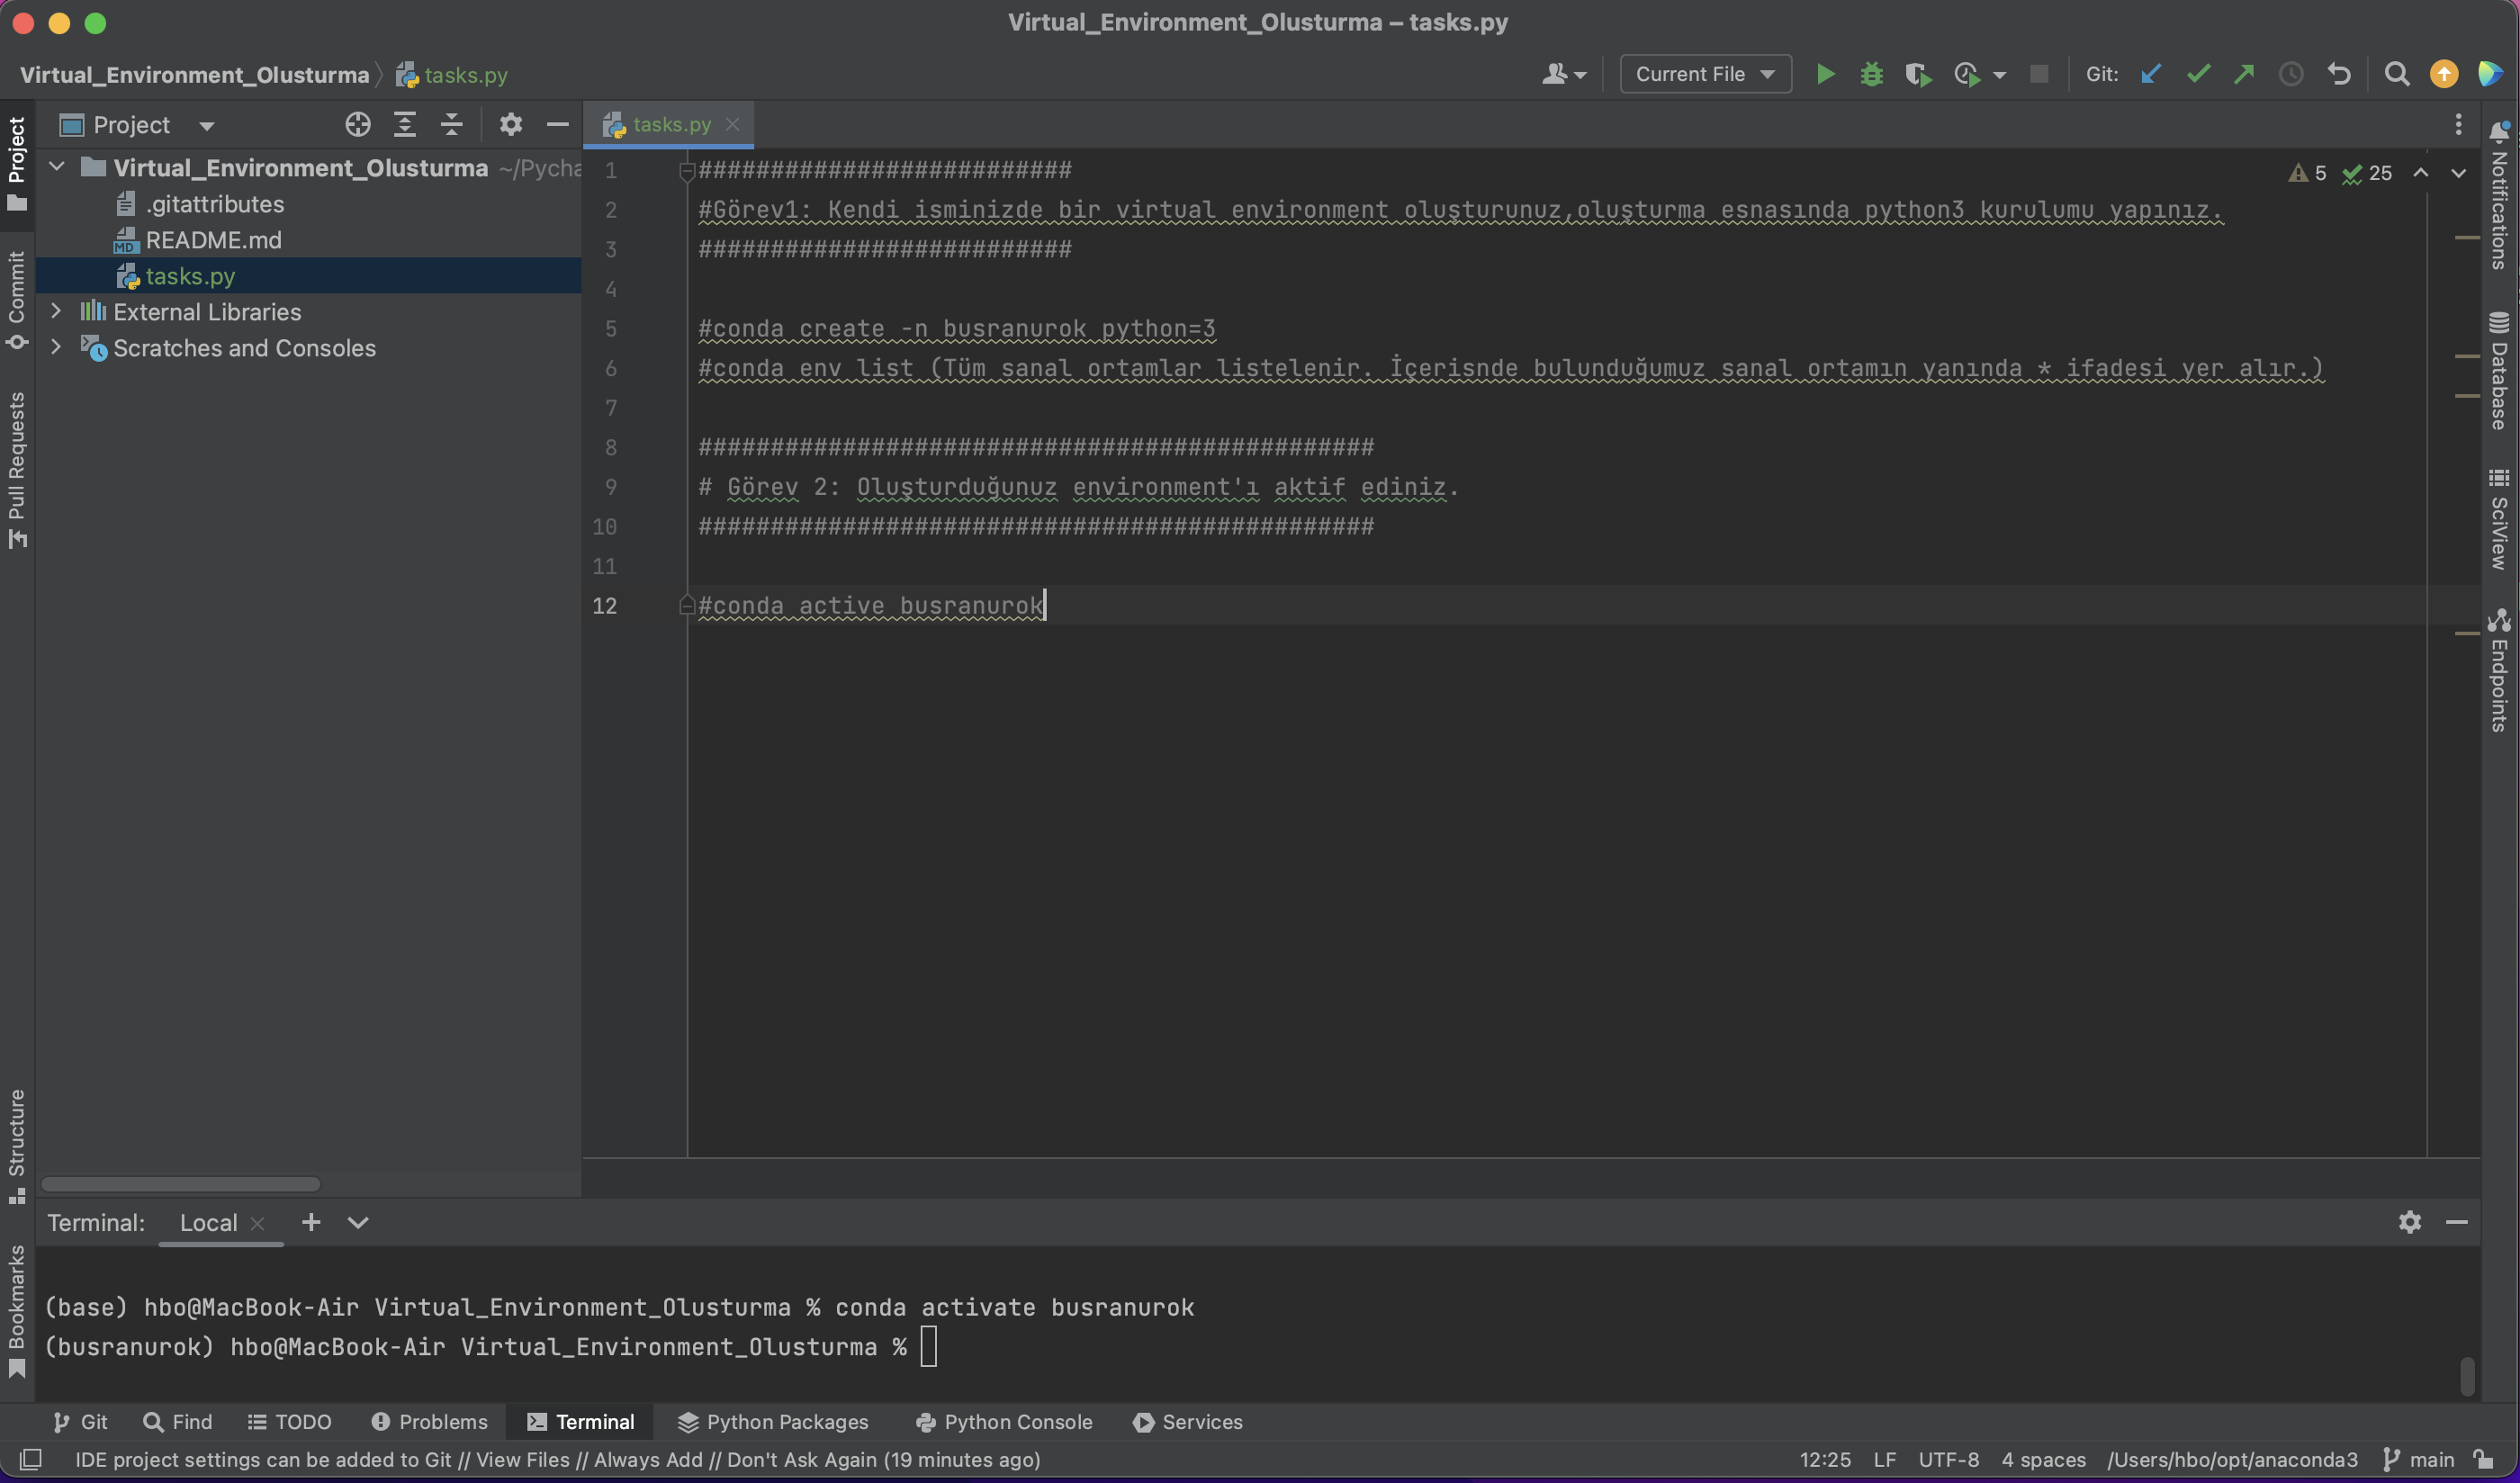 Virtual_Environment_Olusturma – tasks.py
Virtual_Environment_Olusturma
tasks.py
Current File
Git:
Project
tasks.py
Virtual_Environment_Olusturma ~/Pycha
.gitattributes
README.md
tasks.py
External Libraries
Scratches and Consoles
Project
Commit
Pull Requests
Structure
Bookmarks
5
25
1 ##########################
2 #Görev1: Kendi isminizde bir virtual environment oluşturunuz,oluşturma esnasında python3 kurulumu yapınız.
3 ##########################
4
5 #conda create -n busranurok python=3
6 #conda env list (Tüm sanal ortamlar listelenir. İçerisnde bulunduğumuz sanal ortamın yanında * ifadesi yer alır.)
7
8 ###############################################
9 # Görev 2: Oluşturduğunuz environment'ı aktif ediniz.
10 ###############################################
11
12 #conda active busranurok
Notifications
Database
SciView
Endpoints
Terminal:
Local
(base) hbo@MacBook-Air Virtual_Environment_Olusturma % conda activate busranurok
(busranurok) hbo@MacBook-Air Virtual_Environment_Olusturma %
Git
Find
TODO
Problems
Terminal
Python Packages
Python Console
Services
IDE project settings can be added to Git // View Files // Always Add // Don't Ask Again (19 minutes ago)
12:25 LF UTF-8 4 spaces /Users/hbo/opt/anaconda3 main